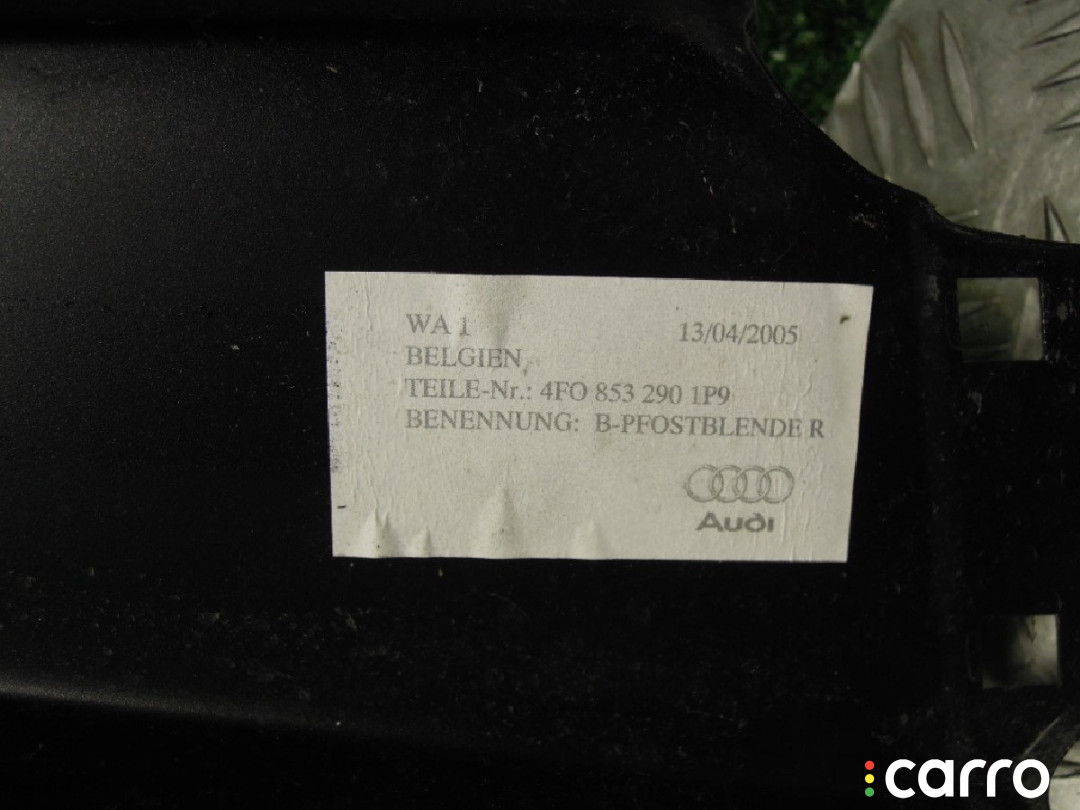 WA 1 13/04/2005
BELGIEN
TEILE-Nr.: 4FO 853 290 1P9
BENENNUNG: B-PFOSTBLENDE R
Audi
carro